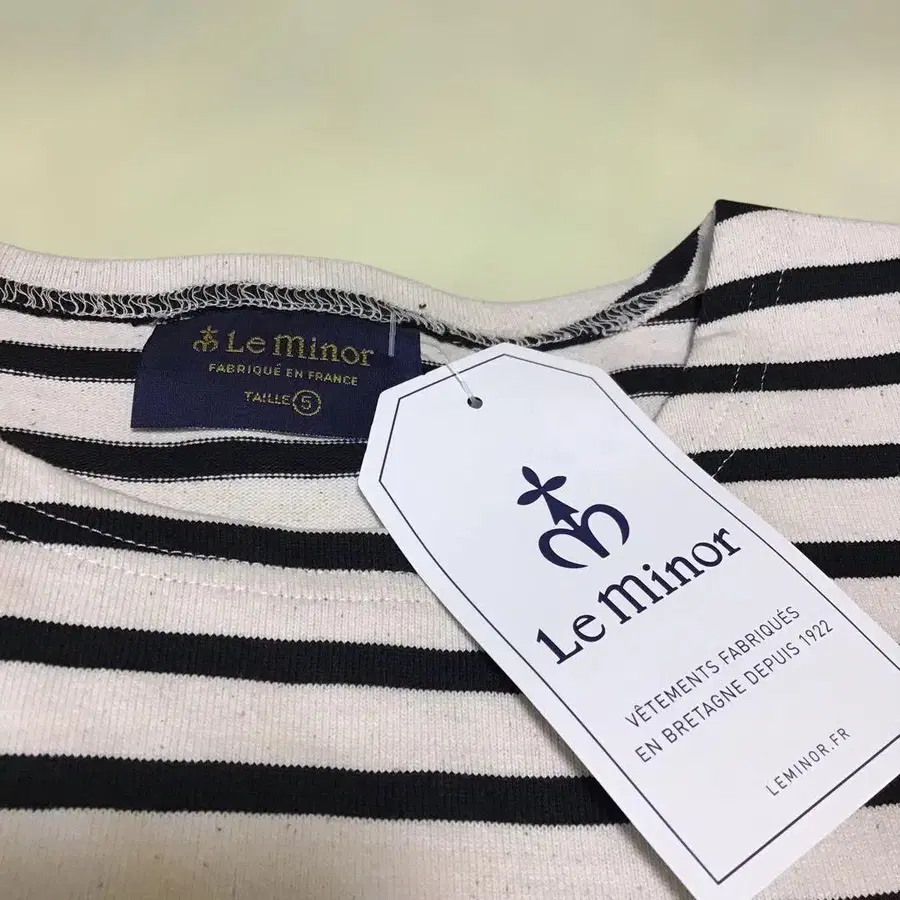 Le minor
FABRIQUÉ EN FRANCE
TAILLE 5
Le minor
VÊTEMENTS FABRIQUÉS
EN BRETAGNE DEPUIS 1922
LEMINOR.FR